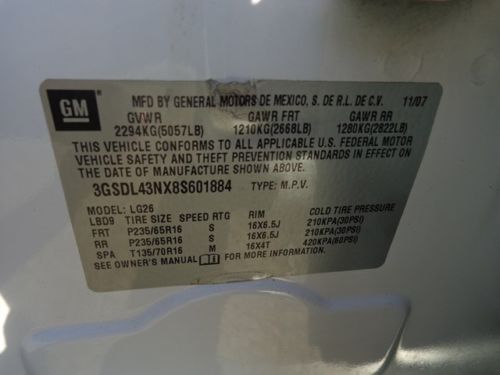 GM
MFD BY GENERAL MOTORS DE MEXICO, S. DE R.L. DE C.V. 11/07
GVWR GAWR FRT GAWR RR
2294KG(5057LB) 1210KG(2668LB) 1280KG(2822LB)
THIS VEHICLE CONFORMS TO ALL APPLICABLE U.S. FEDERAL MOTOR
VEHICLE SAFETY AND THEFT PREVENTION STANDARDS IN EFFECT ON
THE DATE OF MANUFACTURE SHOWN ABOVE.
3GSDL43NX8S601884 TYPE: M.P.V.
MODEL: LG26
LBD9 TIRE SIZE SPEED RTG RIM COLD TIRE PRESSURE
FRT P235/65R16 S 16X6.5J 210KPA(30PSI)
RR P235/65R16 S 16X6.5J 210KPA(30PSI)
SPA T135/70R16 M 16X4T 420KPA(60PSI)
SEE OWNER'S MANUAL FOR MORE INFORMATION